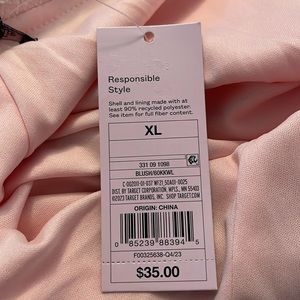 Responsible
Style
Shell and lining made with at
least 90% recycled polyester.
See item for full fiber content.
XL
331 09 1098
BLUSH/60KKWL
DIST. BY TARGET CORPORATION, MPLS., MN 55403
©2023 TARGET BRANDS, INC. SHOP TARGET.COM
ORIGIN: CHINA
0 85239 88394 5
F00325638-Q4/23
$35.00